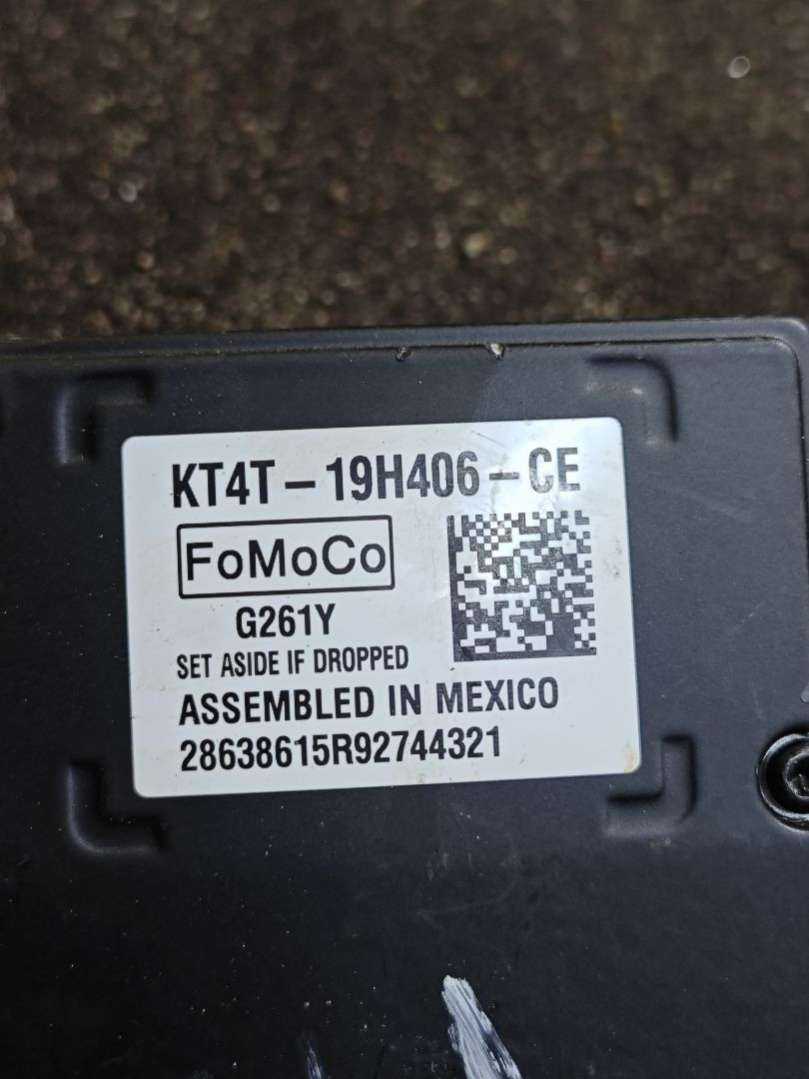 KT4T-19H406-CE
FoMoCo
G261Y
SET ASIDE IF DROPPED
ASSEMBLED IN MEXICO
28638615R92744321